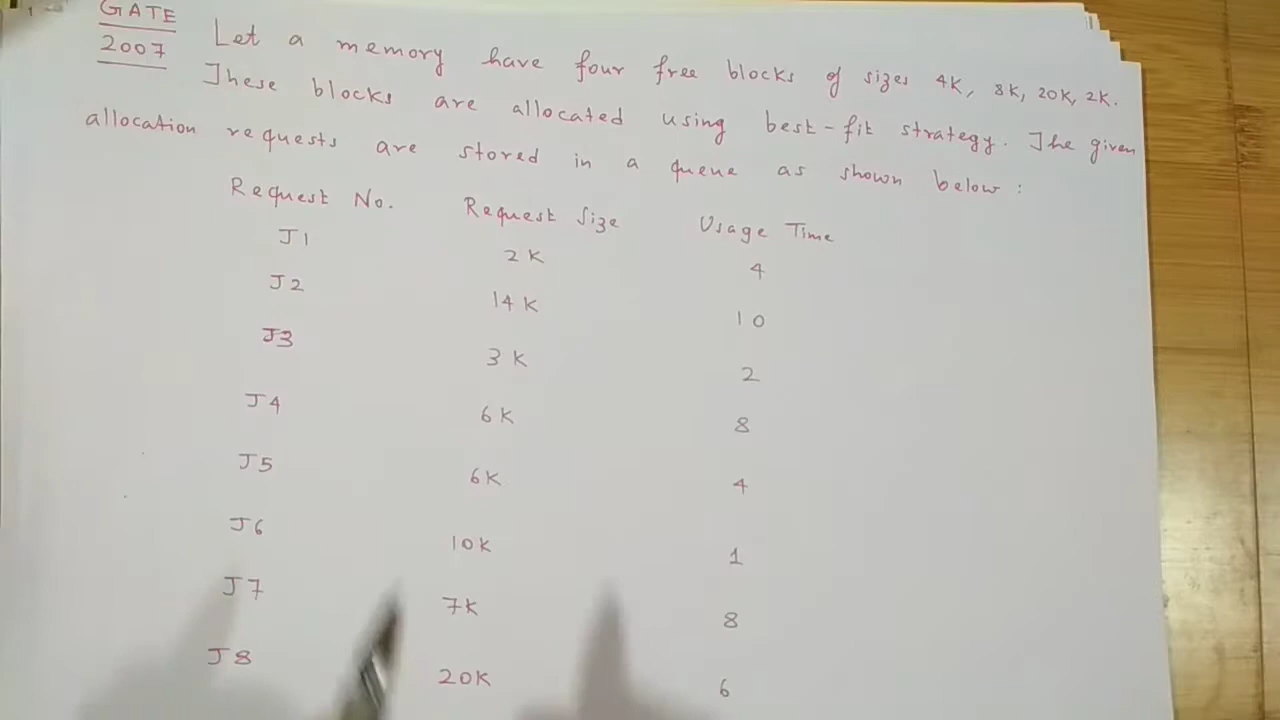 GATE
2007
Let a memory have four free blocks of sizes 4K, 8K, 20K, 2K.
These blocks are allocated using best-fit strategy. The given
allocation requests are stored in a queue as shown below :
Request No. Request Size Usage Time
J1 2K 4
J2 14K 10
J3 3K 2
J4 6K 8
J5 6K 4
J6 10K 1
J7 7K 8
J8 20K 6